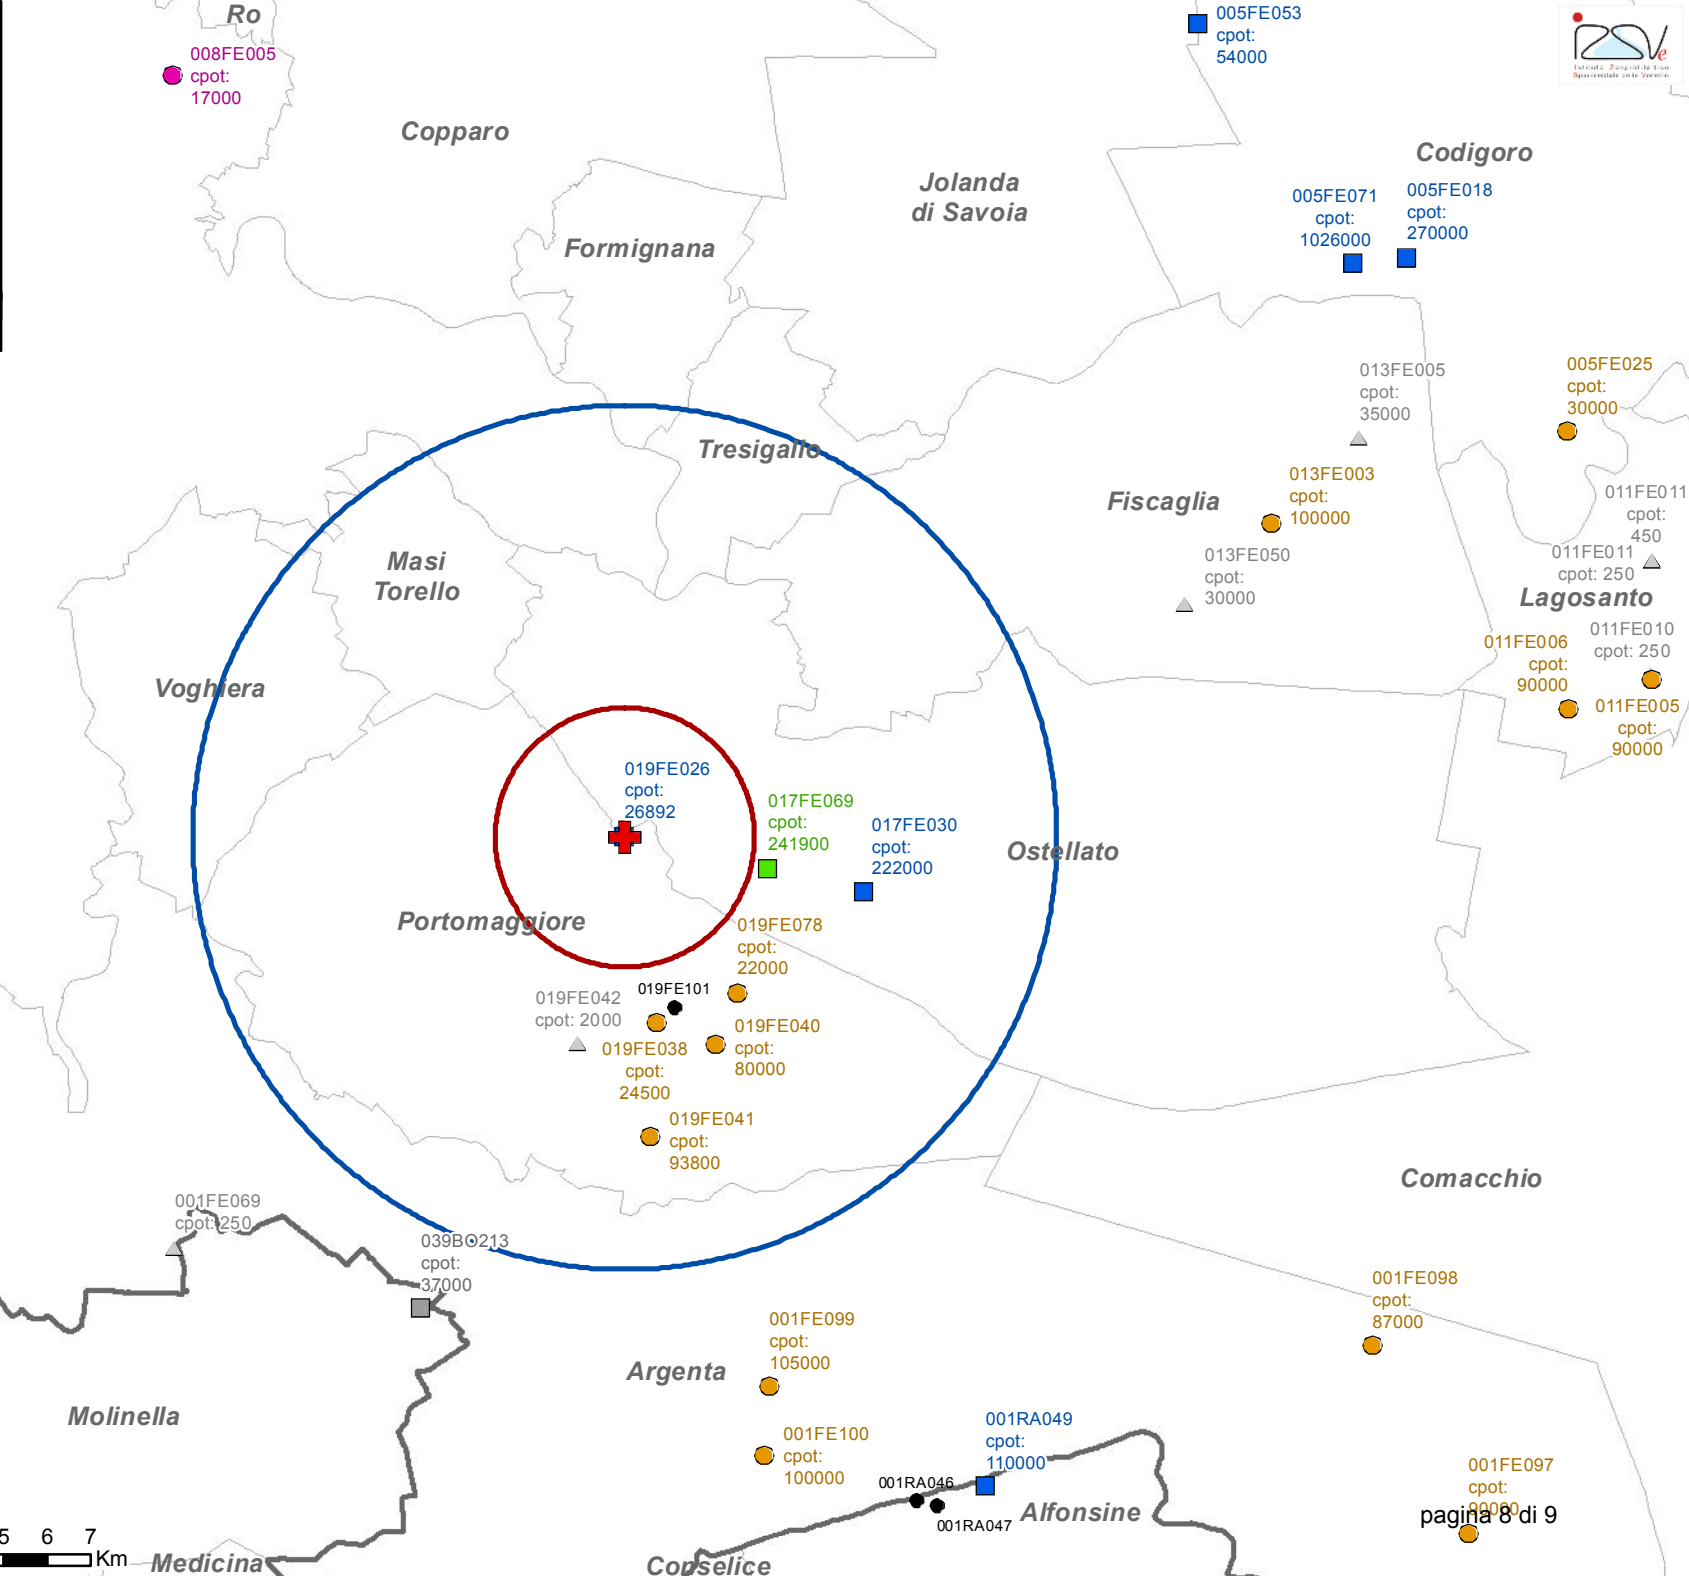 Ro
008FE005
cpot:
17000
005FE053
cpot:
54000
IZSVe
Copparo
Codigoro
Jolanda
di Savoia
005FE071
cpot:
1026000
005FE018
cpot:
270000
Formignana
013FE005
cpot:
35000
005FE025
cpot:
30000
Tresigallo
013FE003
cpot:
100000
Fiscaglia
011FE011
cpot:
450
011FE011
cpot: 250
Masi
Torello
013FE050
cpot:
30000
Lagosanto
011FE006
cpot:
90000
011FE010
cpot: 250
Voghiera
011FE005
cpot:
90000
019FE026
cpot:
26892
017FE069
cpot:
241900
017FE030
cpot:
222000
Ostellato
Portomaggiore
019FE078
cpot:
22000
019FE101
019FE042
cpot: 2000
019FE038
cpot:
24500
019FE040
cpot:
80000
019FE041
cpot:
93800
Comacchio
001FE069
cpot: 250
039BO213
cpot:
37000
001FE098
cpot:
87000
001FE099
cpot:
105000
Argenta
Molinella
001FE100
cpot:
100000
001RA049
cpot:
110000
001RA046
001RA047
Alfonsine
001FE097
cpot:
90000
pagina 8 di 9
5 6 7
Km
Medicina
Conselice